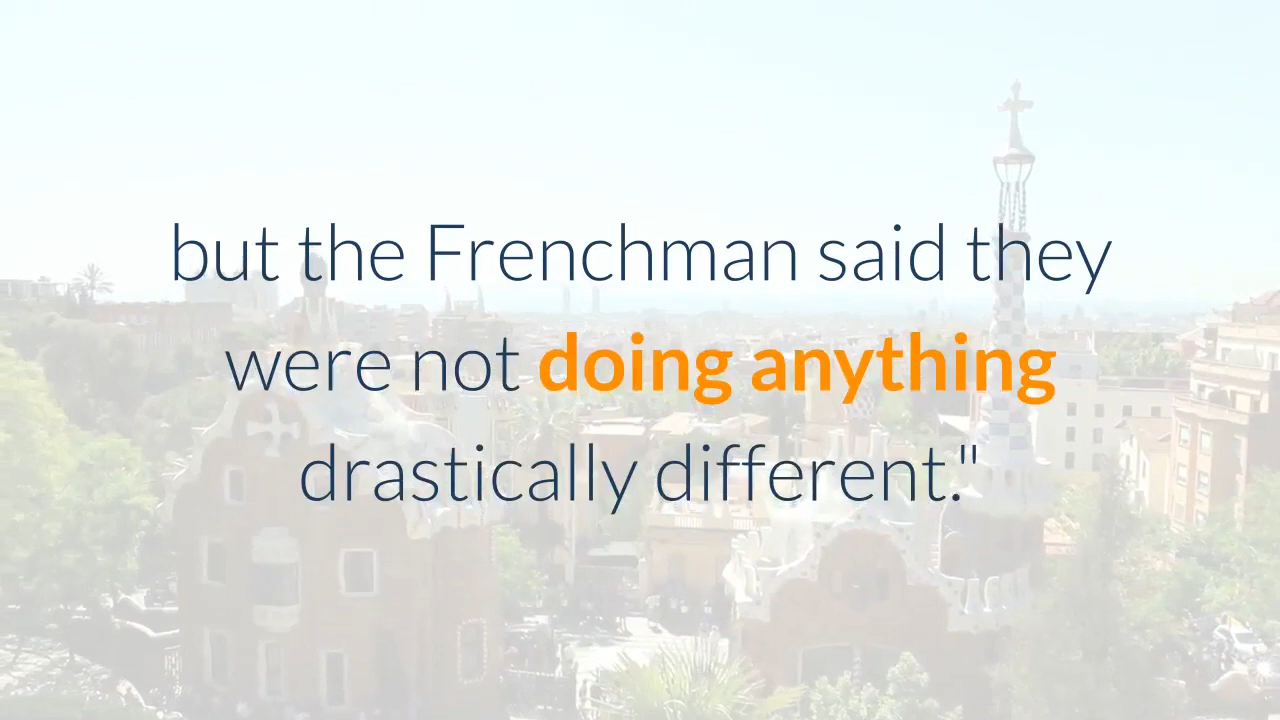 but the Frenchman said they
were not doing anything
drastically different."